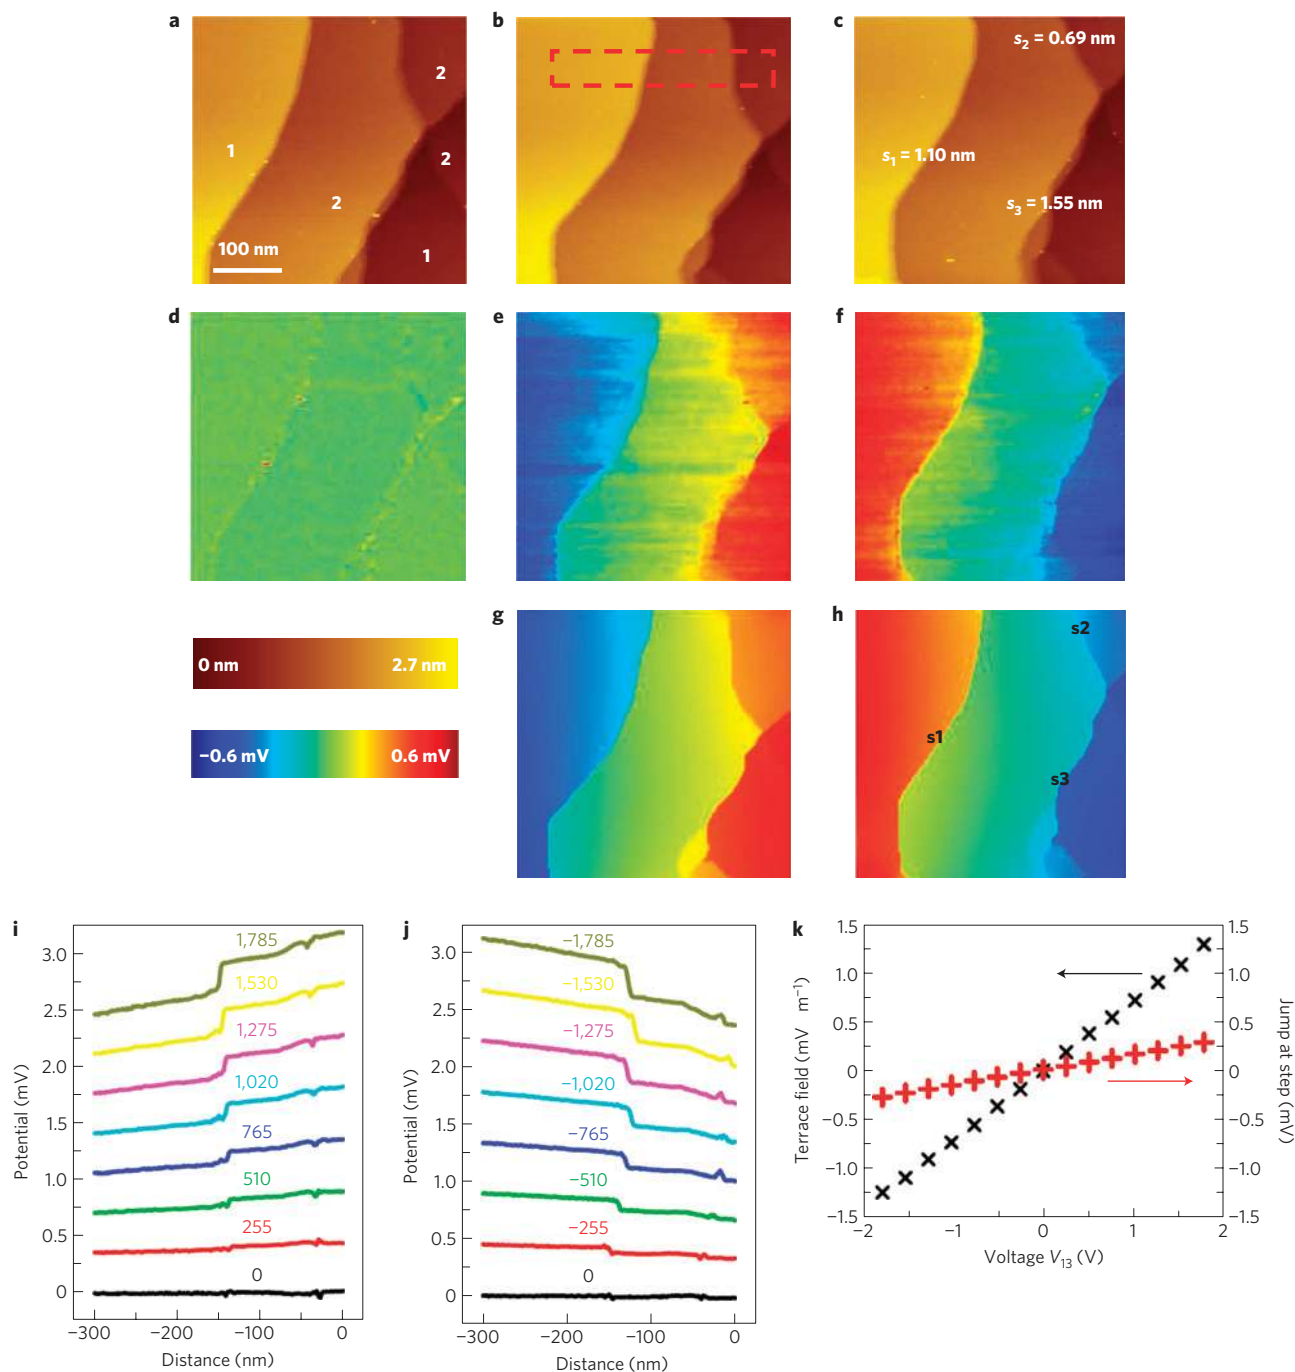 a
b
c
2
s2 = 0.69 nm
1
2
s1 = 1.10 nm
2
s3 = 1.55 nm
100 nm
1
d
e
f
g
h
s2
0 nm
2.7 nm
s1
−0.6 mV
0.6 mV
s3
i
j
k
Potential (mV)
3.0
2.5
2.0
1.5
1.0
0.5
0
1,785
1,530
1,275
1,020
765
510
255
0
−300
−200
−100
0
Distance (nm)
Potential (mV)
3.0
2.5
2.0
1.5
1.0
0.5
0
−1,785
−1,530
−1,275
−1,020
−765
−510
−255
0
−300
−200
−100
0
Distance (nm)
Terrace field (mV m−1)
1.5
1.0
0.5
0
−0.5
−1.0
−1.5
1.5
1.0
0.5
0
−0.5
−1.0
−1.5
Jump at step (mV)
−2
−1
0
1
2
Voltage V13 (V)